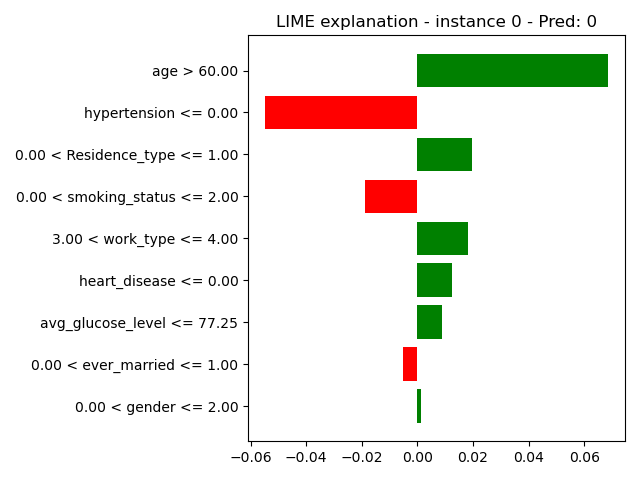 LIME explanation - instance 0 - Pred: 0
age > 60.00
hypertension <= 0.00
0.00 < Residence_type <= 1.00
0.00 < smoking_status <= 2.00
3.00 < work_type <= 4.00
heart_disease <= 0.00
avg_glucose_level <= 77.25
0.00 < ever_married <= 1.00
0.00 < gender <= 2.00
−0.06 −0.04 −0.02 0.00 0.02 0.04 0.06